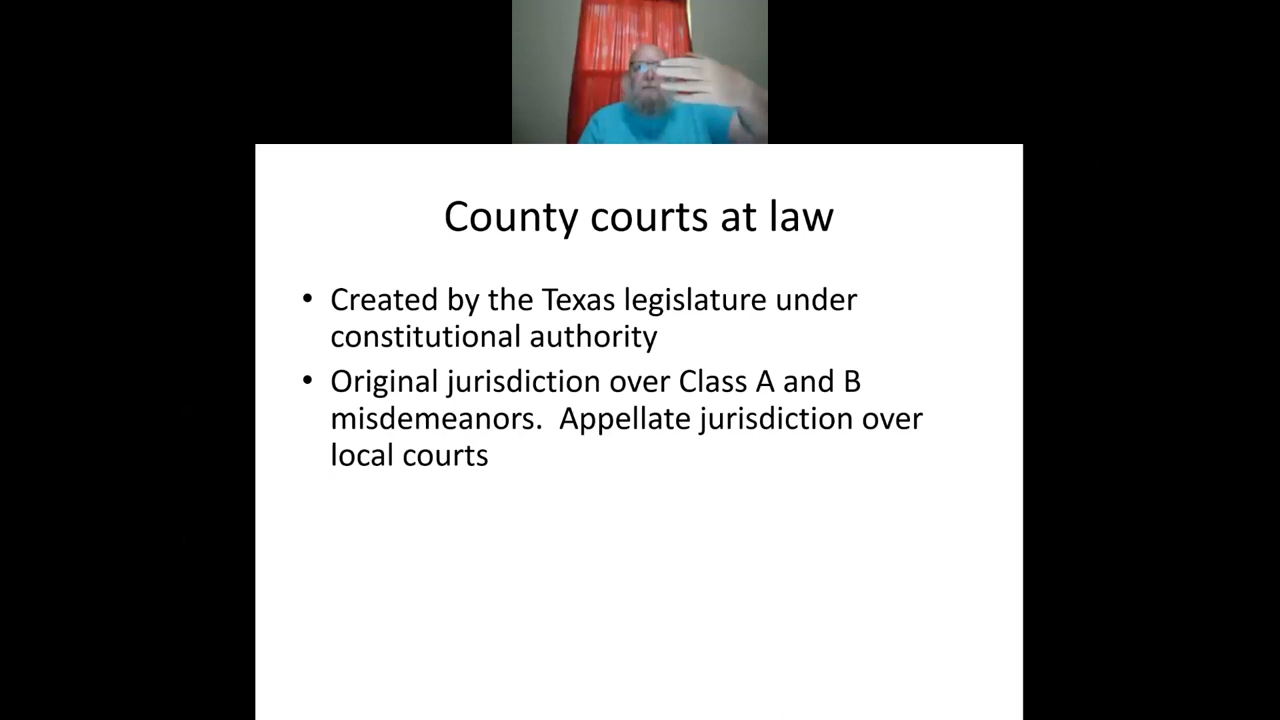 County courts at law
• Created by the Texas legislature under
constitutional authority
• Original jurisdiction over Class A and B
misdemeanors.  Appellate jurisdiction over
local courts